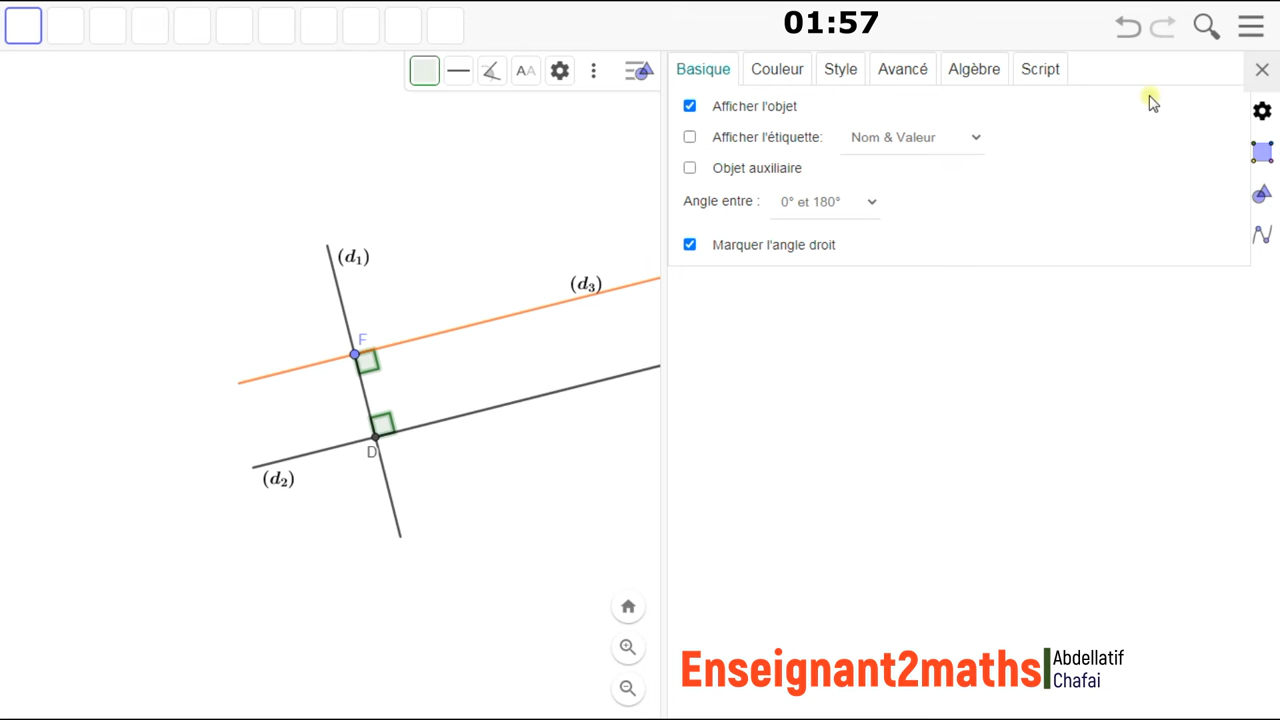 01:57
AA
Basique Couleur Style Avancé Algèbre Script
Afficher l'objet
Afficher l'étiquette: Nom & Valeur
Objet auxiliaire
Angle entre : 0° et 180°
Marquer l'angle droit
(d₁)
(d₃)
F
D
(d₂)
Enseignant2maths
Abdellatif
Chafai